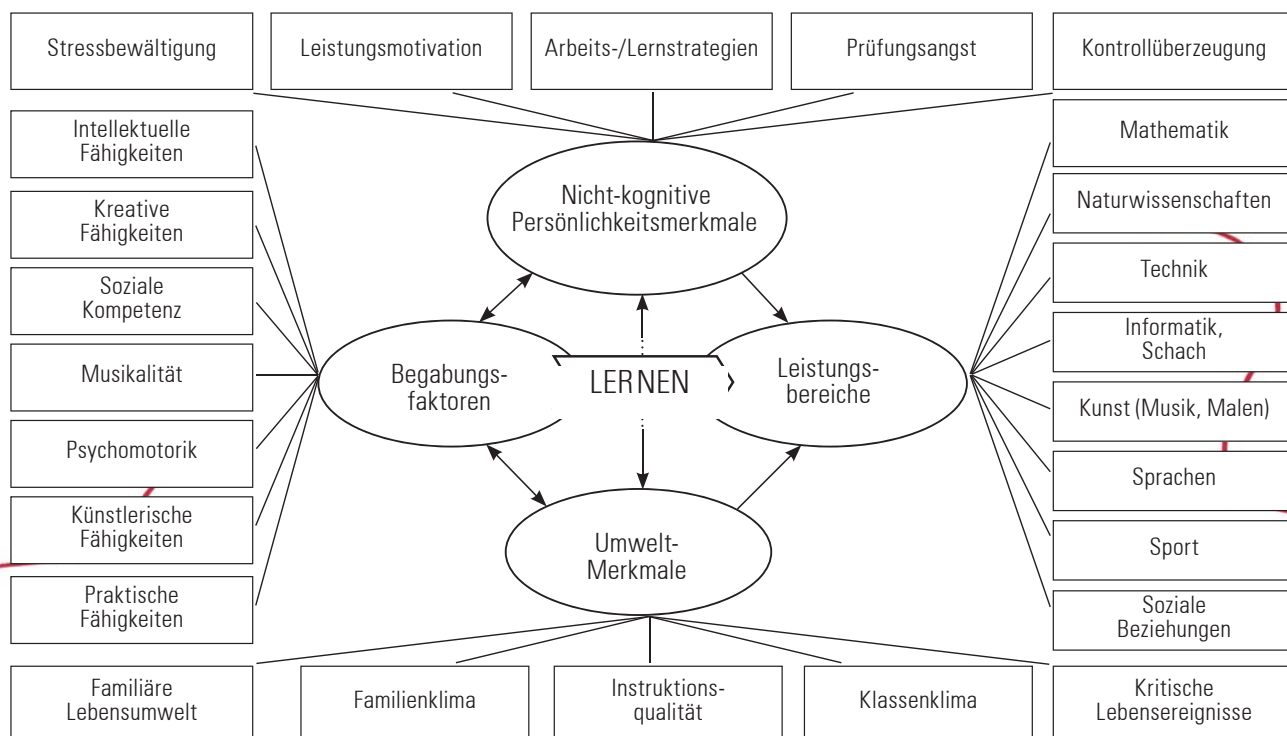 Stressbewältigung
Leistungsmotivation
Arbeits-/Lernstrategien
Prüfungsangst
Kontrollüberzeugung
Intellektuelle
Fähigkeiten
Kreative
Fähigkeiten
Soziale
Kompetenz
Musikalität
Psychomotorik
Künstlerische
Fähigkeiten
Praktische
Fähigkeiten
Nicht-kognitive
Persönlichkeitsmerkmale
Begabungs-
faktoren
LERNEN
Leistungs-
bereiche
Umwelt-
Merkmale
Mathematik
Naturwissenschaften
Technik
Informatik,
Schach
Kunst (Musik, Malen)
Sprachen
Sport
Soziale
Beziehungen
Familiäre
Lebensumwelt
Familienklima
Instruktions-
qualität
Klassenklima
Kritische
Lebensereignisse